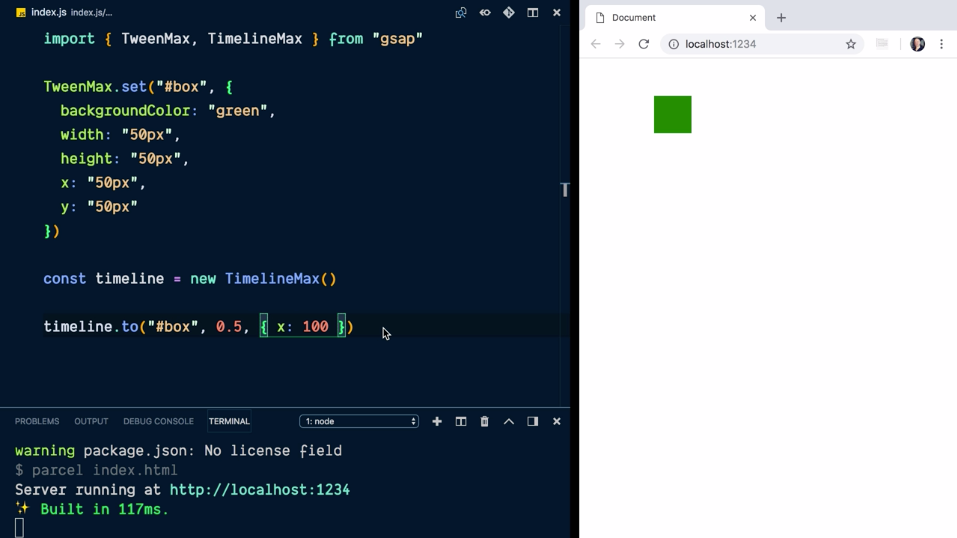 index.js index.js/...
import { TweenMax, TimelineMax } from "gsap"
TweenMax.set("#box", {
backgroundColor: "green",
width: "50px",
height: "50px",
x: "50px",
y: "50px"
})
const timeline = new TimelineMax()
timeline.to("#box", 0.5, { x: 100 })
PROBLEMS OUTPUT DEBUG CONSOLE TERMINAL 1: node
warning package.json: No license field
$ parcel index.html
Server running at http://localhost:1234
✨ Built in 117ms.
Document
localhost:1234